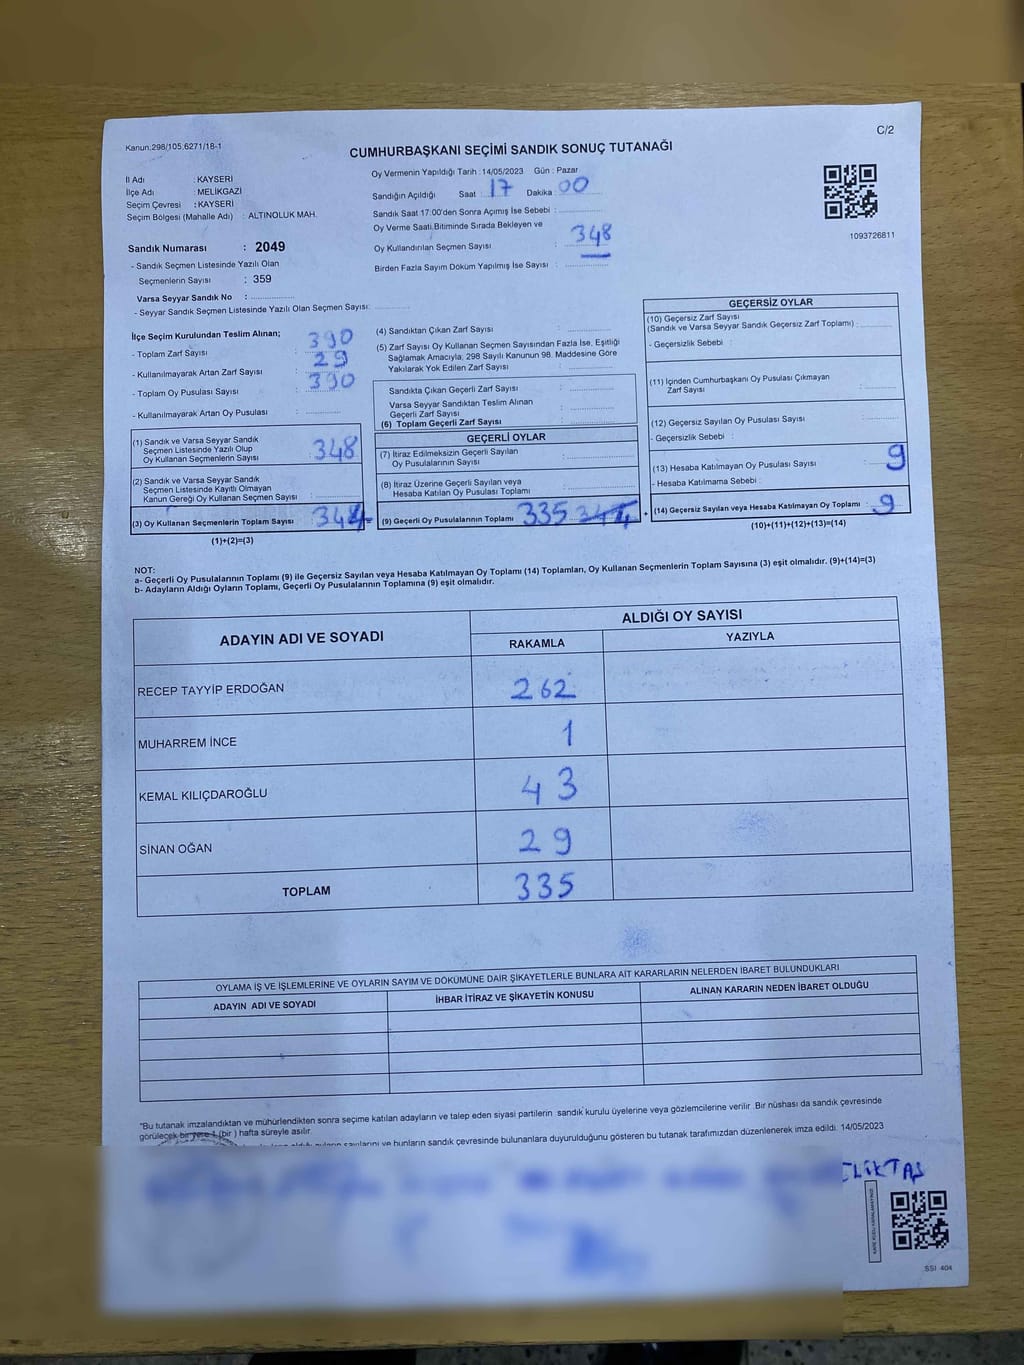 Kanun:298/105,6271/18-1
C/2
CUMHURBAŞKANI SEÇİMİ SANDIK SONUÇ TUTANAĞI
İl Adı : KAYSERİ
İlçe Adı : MELİKGAZİ
Seçim Çevresi : KAYSERİ
Seçim Bölgesi (Mahalle Adı) : ALTINOLUK MAH.
Oy Vermenin Yapıldığı Tarih : 14/05/2023 Gün : Pazar
Sandığın Açıldığı Saat : 17 Dakika : 00
Sandık Saat 17:00'den Sonra Açımış İse Sebebi :
Oy Verme Saati Bitiminde Sırada Bekleyen ve
Oy Kullandırılan Seçmen Sayısı : 348
Birden Fazla Sayım Döküm Yapılmış İse Sayısı :
1093726811
Sandık Numarası : 2049
- Sandık Seçmen Listesinde Yazılı Olan
Seçmenlerin Sayısı : 359
Varsa Seyyar Sandık No :
- Seyyar Sandık Seçmen Listesinde Yazılı Olan Seçmen Sayısı:
İlçe Seçim Kurulundan Teslim Alınan;
- Toplam Zarf Sayısı : 390
- Kullanılmayarak Artan Zarf Sayısı : 29
- Toplam Oy Pusulası Sayısı : 390
- Kullanılmayarak Artan Oy Pusulası :
(1) Sandık ve Varsa Seyyar Sandık
Seçmen Listesinde Yazılı Olup
Oy Kullanan Seçmenlerin Sayısı : 348
(2) Sandık ve Varsa Seyyar Sandık
Seçmen Listesinde Kayıtlı Olmayan
Kanun Gereği Oy Kullanan Seçmen Sayısı :
(3) Oy Kullanan Seçmenlerin Toplam Sayısı : 344
(1)+(2)=(3)
(4) Sandıktan Çıkan Zarf Sayısı :
(5) Zarf Sayısı Oy Kullanan Seçmen Sayısından Fazla İse, Eşitliği
Sağlamak Amacıyla, 298 Sayılı Kanunun 98. Maddesine Göre
Yakılarak Yok Edilen Zarf Sayısı :
Sandıkta Çıkan Geçerli Zarf Sayısı :
Varsa Seyyar Sandıktan Teslim Alınan
Geçerli Zarf Sayısı :
(6) Toplam Geçerli Zarf Sayısı :
GEÇERLİ OYLAR
(7) İtiraz Edilmeksizin Geçerli Sayılan
Oy Pusulalarının Sayısı :
(8) İtiraz Üzerine Geçerli Sayılan veya
Hesaba Katılan Oy Pusulası Toplamı :
(9) Geçerli Oy Pusulalarının Toplamı : 335 344
GEÇERSİZ OYLAR
(10) Geçersiz Zarf Sayısı
(Sandık ve Varsa Seyyar Sandık Geçersiz Zarf Toplamı) :
- Geçersizlik Sebebi :
(11) İçinden Cumhurbaşkanı Oy Pusulası Çıkmayan
Zarf Sayısı :
(12) Geçersiz Sayılan Oy Pusulası Sayısı :
- Geçersizlik Sebebi :
(13) Hesaba Katılmayan Oy Pusulası Sayısı : 9
- Hesaba Katılmama Sebebi :
+ (14) Geçersiz Sayılan veya Hesaba Katılmayan Oy Toplamı : 9
(10)+(11)+(12)+(13)=(14)
NOT:
a- Geçerli Oy Pusulalarının Toplamı (9) ile Geçersiz Sayılan veya Hesaba Katılmayan Oy Toplamı (14) Toplamları, Oy Kullanan Seçmenlerin Toplam Sayısına (3) eşit olmalıdır. (9)+(14)=(3)
b- Adayların Aldığı Oyların Toplamı, Geçerli Oy Pusulalarının Toplamına (9) eşit olmalıdır.
ADAYIN ADI VE SOYADI
ALDIĞI OY SAYISI
RAKAMLA YAZIYLA
RECEP TAYYİP ERDOĞAN 262
MUHARREM İNCE 1
KEMAL KILIÇDAROĞLU 43
SİNAN OĞAN 29
TOPLAM 335
OYLAMA İŞ VE İŞLEMLERİNE VE OYLARIN SAYIM VE DÖKÜMÜNE DAİR ŞİKAYETLERLE BUNLARA AİT KARARLARIN NELERDEN İBARET BULUNDUKLARI
ADAYIN ADI VE SOYADI İHBAR İTİRAZ VE ŞİKAYETİN KONUSU ALINAN KARARIN NEDEN İBARET OLDUĞU
*Bu tutanak imzalandıktan ve mühürlendikten sonra seçime katılan adayların ve talep eden siyasi partilerin sandık kurulu üyelerine veya gözlemcilerine verilir. Bir nüshası da sandık çevresinde
görülecek bir yere 1 (bir) hafta süreyle asılır.
sayılarını ve bunların sandık çevresinde bulunanlara duyurulduğunu gösteren bu tutanak tarafımızdan düzenlenerek imza edildi. 14/05/2023
SSI: 404